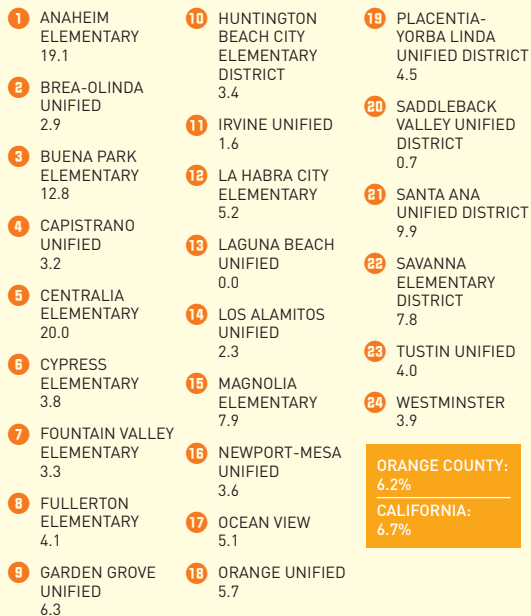 1 ANAHEIM
ELEMENTARY
19.1
2 BREA-OLINDA
UNIFIED
2.9
3 BUENA PARK
ELEMENTARY
12.8
4 CAPISTRANO
UNIFIED
3.2
5 CENTRALIA
ELEMENTARY
20.0
6 CYPRESS
ELEMENTARY
3.8
7 FOUNTAIN VALLEY
ELEMENTARY
3.3
8 FULLERTON
ELEMENTARY
4.1
9 GARDEN GROVE
UNIFIED
6.3
10 HUNTINGTON
BEACH CITY
ELEMENTARY
DISTRICT
3.4
11 IRVINE UNIFIED
1.6
12 LA HABRA CITY
ELEMENTARY
5.2
13 LAGUNA BEACH
UNIFIED
0.0
14 LOS ALAMITOS
UNIFIED
2.3
15 MAGNOLIA
ELEMENTARY
7.9
16 NEWPORT-MESA
UNIFIED
3.6
17 OCEAN VIEW
5.1
18 ORANGE UNIFIED
5.7
19 PLACENTIA-
YORBA LINDA
UNIFIED DISTRICT
4.5
20 SADDLEBACK
VALLEY UNIFIED
DISTRICT
0.7
21 SANTA ANA
UNIFIED DISTRICT
9.9
22 SAVANNA
ELEMENTARY
DISTRICT
7.8
23 TUSTIN UNIFIED
4.0
24 WESTMINSTER
3.9
ORANGE COUNTY:
6.2%
CALIFORNIA:
6.7%